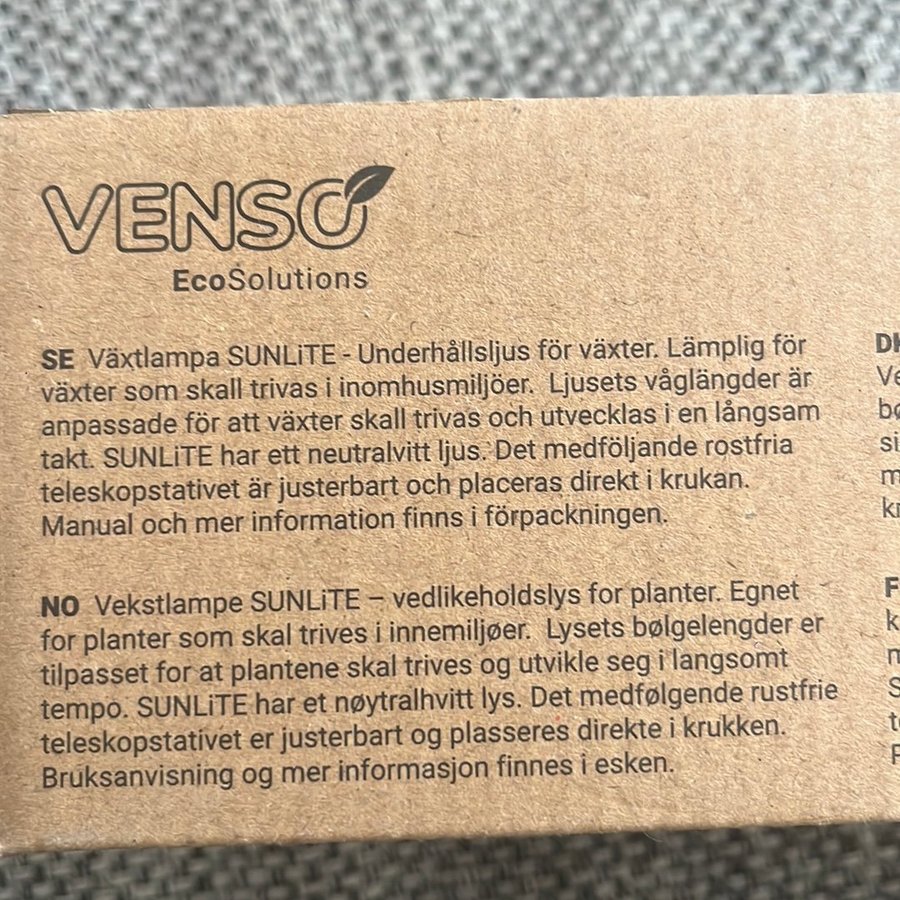 VENSO
EcoSolutions
SE Växtlampa SUNLiTE - Underhållsljus för växter. Lämplig för
växter som skall trivas i inomhusmiljöer. Ljusets våglängder är
anpassade för att växter skall trivas och utvecklas i en långsam
takt. SUNLiTE har ett neutralvitt ljus. Det medföljande rostfria
teleskopstativet är justerbart och placeras direkt i krukan.
Manual och mer information finns i förpackningen.
NO Vekstlampe SUNLiTE – vedlikeholdslys for planter. Egnet
for planter som skal trives i innemiljøer. Lysets bølgelengder er
tilpasset for at plantene skal trives og utvikle seg i langsomt
tempo. SUNLiTE har et nøytralhvitt lys. Det medfølgende rustfrie
teleskopstativet er justerbart og plasseres direkte i krukken.
Bruksanvisning og mer informasjon finnes i esken.